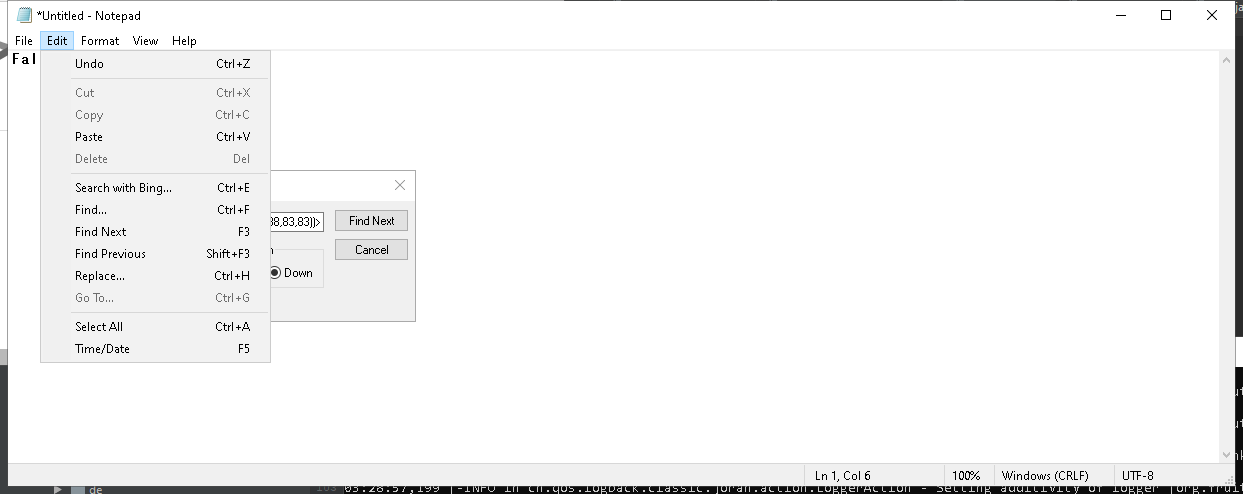 *Untitled - Notepad
File Edit Format View Help
Fal
Undo Ctrl+Z
Cut Ctrl+X
Copy Ctrl+C
Paste Ctrl+V
Delete Del
Search with Bing... Ctrl+E
Find... Ctrl+F
Find Next F3
Find Previous Shift+F3
Replace... Ctrl+H
Go To... Ctrl+G
Select All Ctrl+A
Time/Date F5
38,83,83])> Find Next
Cancel
Down
Ln 1, Col 6 100% Windows (CRLF) UTF-8
de
03:28:57,199 |-INFO in ch.qos.logback.classic.joran.action.LoggerAction - Setting additivity of logger [org.